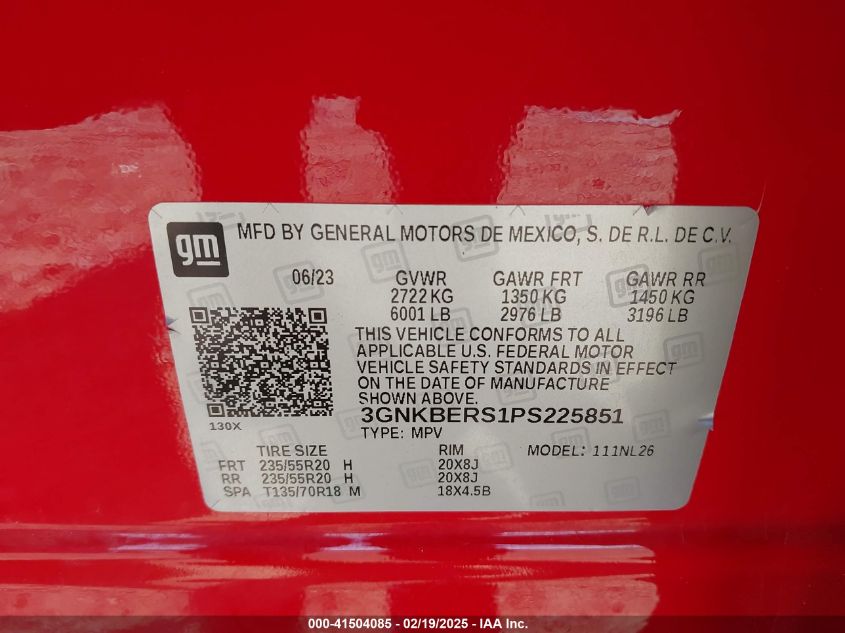 gm MFD BY GENERAL MOTORS DE MEXICO, S. DE R.L. DE C.V.
06/23 GVWR GAWR FRT GAWR RR
2722 KG 1350 KG 1450 KG
6001 LB 2976 LB 3196 LB
THIS VEHICLE CONFORMS TO ALL
APPLICABLE U.S. FEDERAL MOTOR
VEHICLE SAFETY STANDARDS IN EFFECT
ON THE DATE OF MANUFACTURE
SHOWN ABOVE.
3GNKBERS1PS225851
130X
TYPE: MPV
TIRE SIZE RIM MODEL: 111NL26
FRT 235/55R20 H 20X8J
RR 235/55R20 H 20X8J
SPA T135/70R18 M 18X4.5B
000-41504085 - 02/19/2025 - IAA Inc.